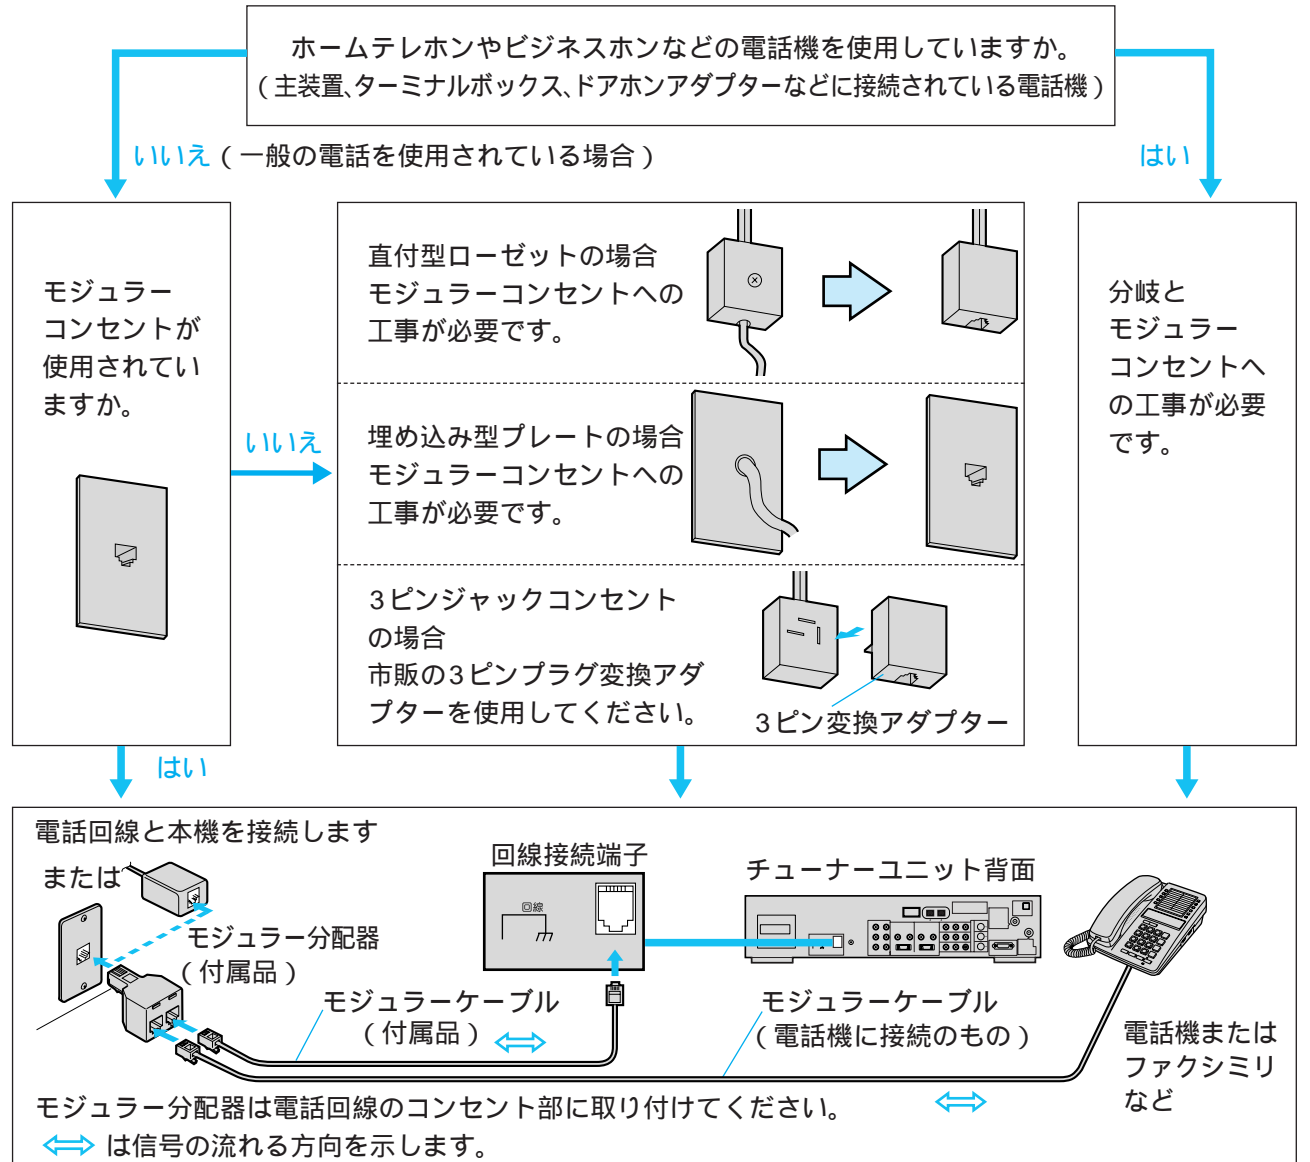 ホームテレホンやビジネスホンなどの電話機を使用していますか。
(主装置、ターミナルボックス、ドアホンアダプターなどに接続されている電話機)
いいえ(一般の電話を使用されている場合)
はい
モジュラー
コンセントが
使用されてい
ますか。
いいえ
直付型ローゼットの場合
モジュラーコンセントへの
工事が必要です。
埋め込み型プレートの場合
モジュラーコンセントへの
工事が必要です。
3ピンジャックコンセント
の場合
市販の3ピンプラグ変換アダ
プターを使用してください。
3ピン変換アダプター
分岐と
モジュラー
コンセントへ
の工事が必要
です。
はい
電話回線と本機を接続します
または
モジュラー分配器
(付属品)
回線接続端子
回線
チューナーユニット背面
モジュラーケーブル
(付属品)
モジュラーケーブル
(電話機に接続のもの)
電話機または
ファクシミリ
など
モジュラー分配器は電話回線のコンセント部に取り付けてください。
⇔ は信号の流れる方向を示します。